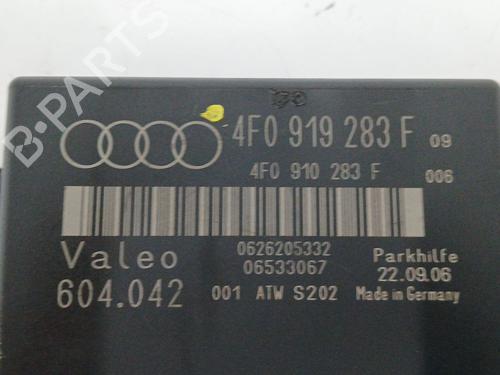 4F0 919 283 F 09
4F0 910 283 F 006
Valeo 0626205332 Parkhilfe
06533067 22.09.06
604.042 001 ATW S202 Made in Germany
B-PARTS